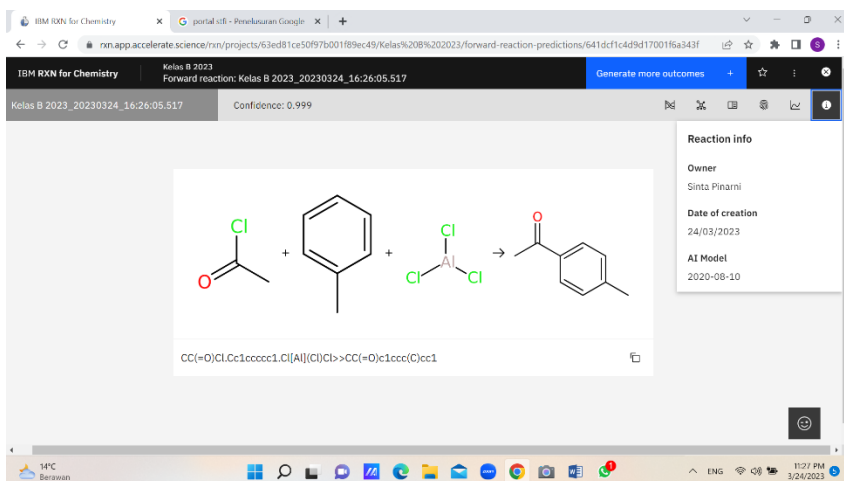 IBM RXN for Chemistry
portal stfi - Penelusuran Google
rxn.app.accelerate.science/rxn/projects/63ed81ce50f97b001f89ec49/Kelas%20B%202023/forward-reaction-predictions/641dcf1c4d9d17001f6a343f
IBM RXN for Chemistry
Kelas B 2023
Forward reaction: Kelas B 2023_20230324_16:26:05.517
Generate more outcomes +
Kelas B 2023_20230324_16:26:05.517
Confidence: 0.999
Reaction info
Owner
Sinta Pinarni
Date of creation
24/03/2023
AI Model
2020-08-10
Cl
O
+
+
Cl
Al
Cl
Cl
→
O
CC(=O)Cl.Cc1ccccc1.Cl[Al](Cl)Cl>>CC(=O)c1ccc(C)cc1
14°C
Berawan
ENG
11:27 PM
3/24/2023
5